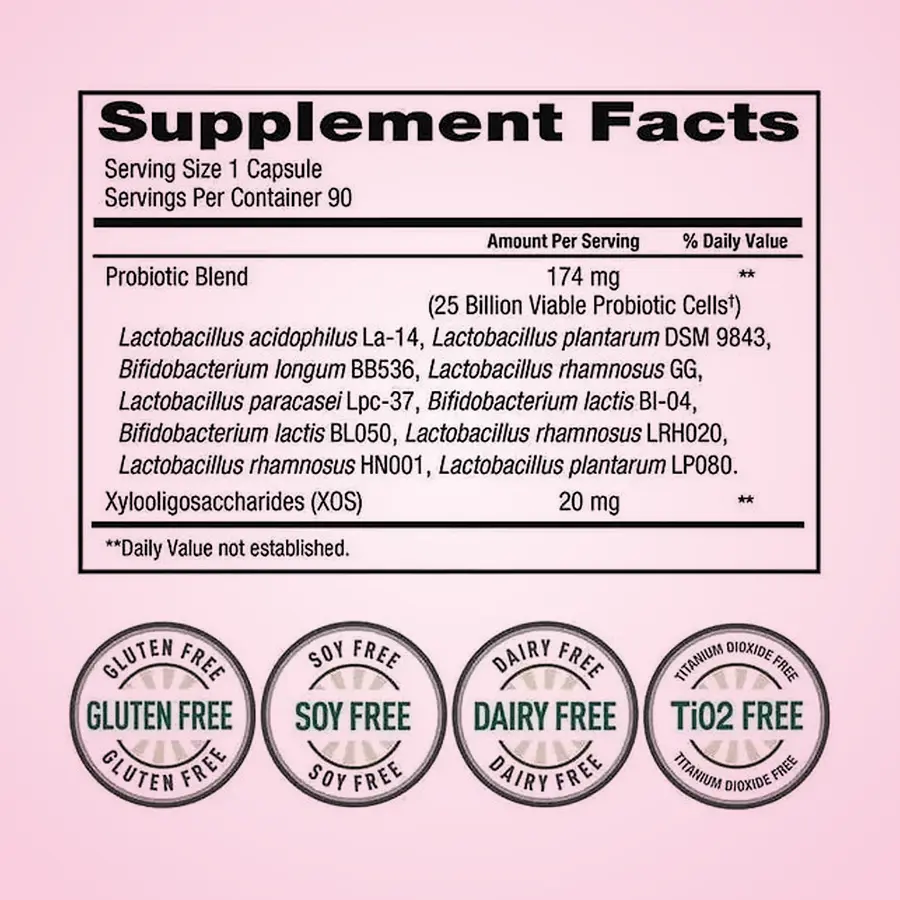 Supplement Facts
Serving Size 1 Capsule
Servings Per Container 90
Amount Per Serving % Daily Value
Probiotic Blend 174 mg **
(25 Billion Viable Probiotic Cells†)
Lactobacillus acidophilus La-14, Lactobacillus plantarum DSM 9843,
Bifidobacterium longum BB536, Lactobacillus rhamnosus GG,
Lactobacillus paracasei Lpc-37, Bifidobacterium lactis BI-04,
Bifidobacterium lactis BL050, Lactobacillus rhamnosus LRH020,
Lactobacillus rhamnosus HN001, Lactobacillus plantarum LP080.
Xylooligosaccharides (XOS) 20 mg **
**Daily Value not established.
GLUTEN FREE
GLUTEN FREE
GLUTEN FREE
SOY FREE
SOY FREE
SOY FREE
DAIRY FREE
DAIRY FREE
DAIRY FREE
TITANIUM DIOXIDE FREE
TiO2 FREE
TITANIUM DIOXIDE FREE